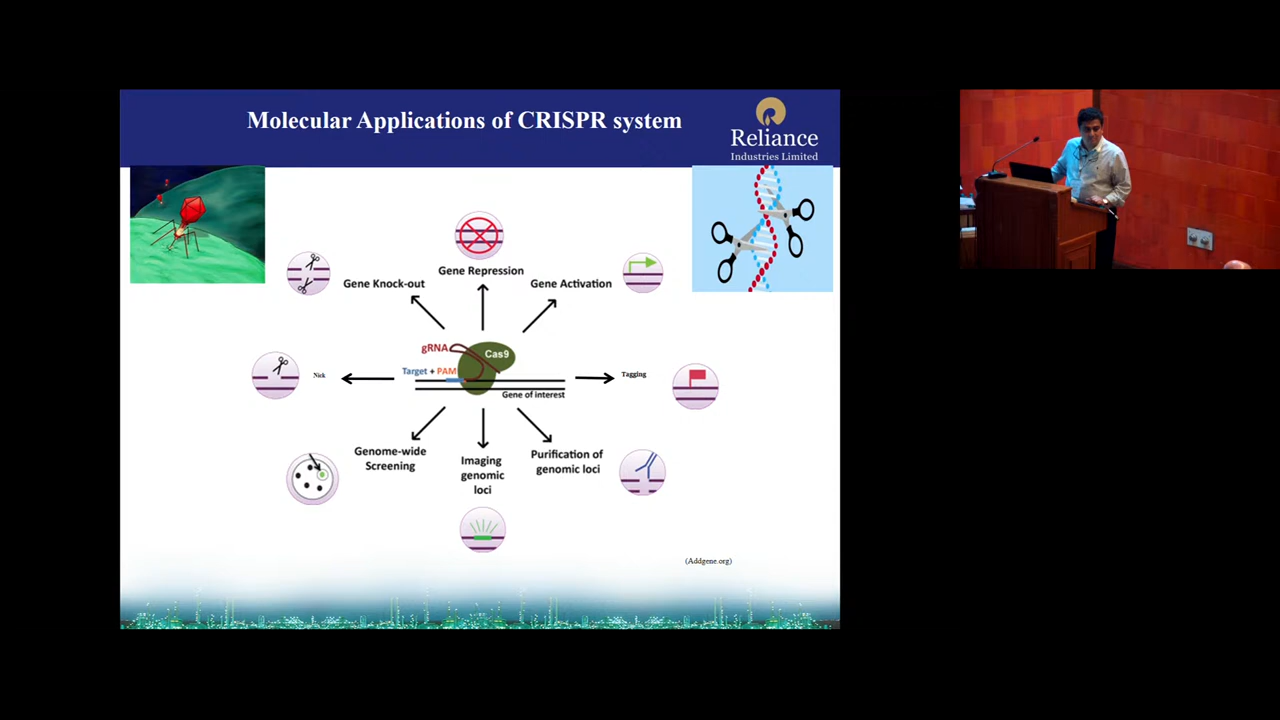 Molecular Applications of CRISPR system
Reliance
Industries Limited
Gene Repression
Gene Knock-out
Gene Activation
gRNA
Cas9
Target + PAM
Gene of interest
Nick
Tagging
Genome-wide
Screening
Imaging
genomic
loci
Purification of
genomic loci
(Addgene.org)